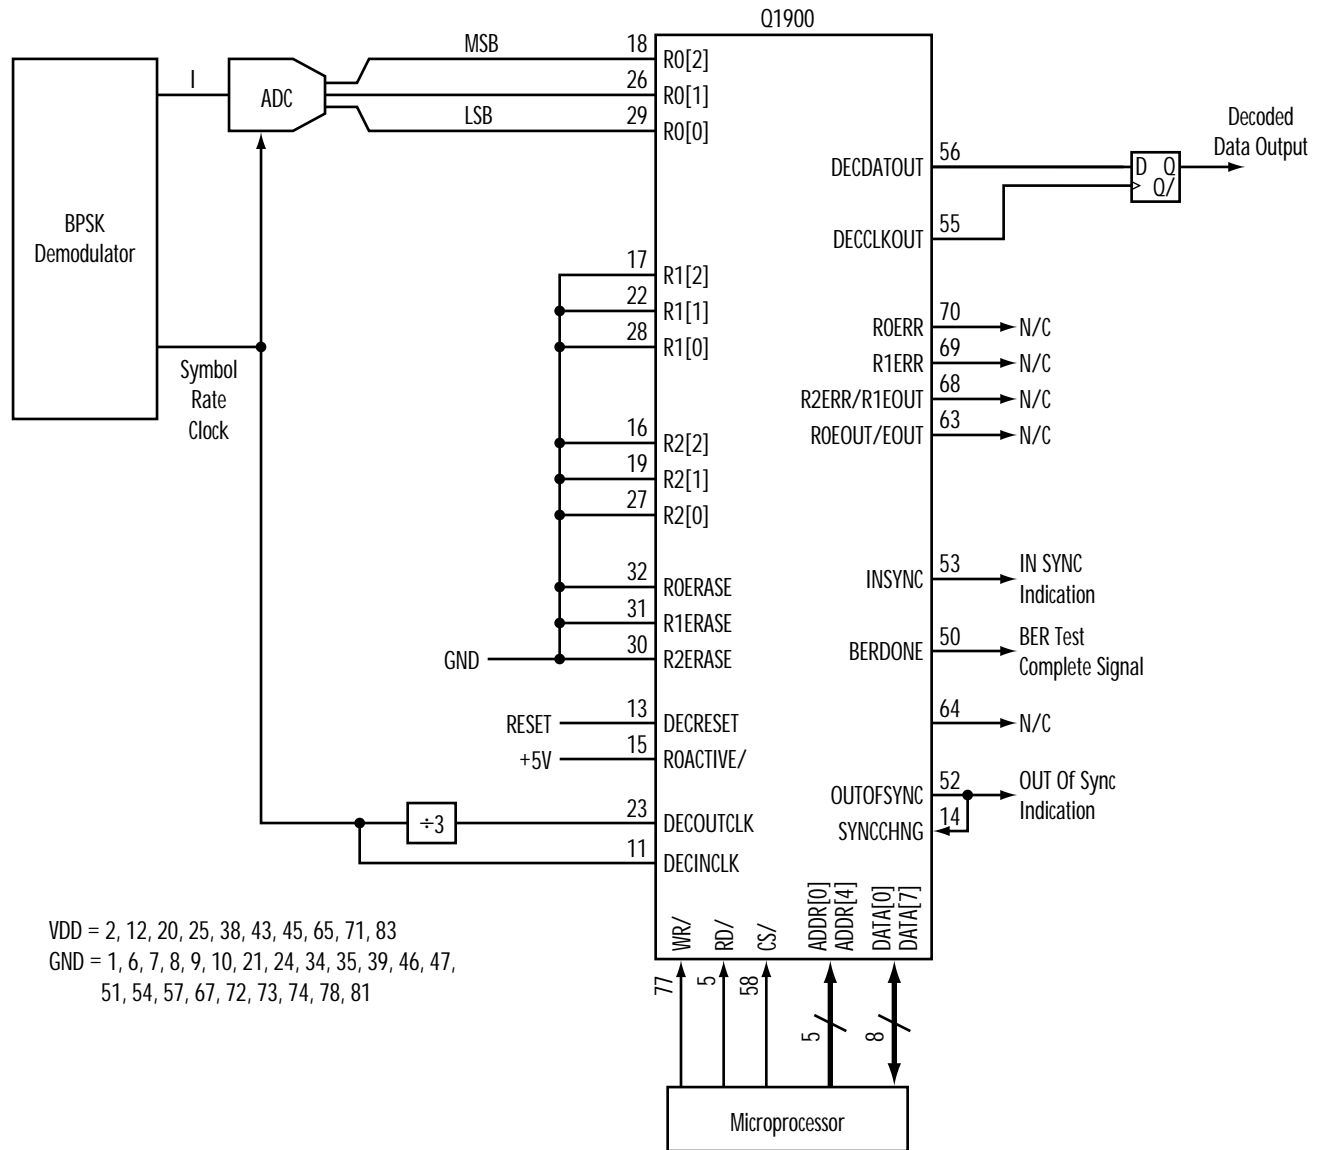 Q1900
MSB
18
R0[2]
I
ADC
26
R0[1]
LSB
29
R0[0]
BPSK
Demodulator
Symbol
Rate
Clock
17
R1[2]
22
R1[1]
28
R1[0]
16
R2[2]
19
R2[1]
27
R2[0]
32
R0ERASE
31
R1ERASE
GND
30
R2ERASE
RESET
13
DECRESET
+5V
15
R0ACTIVE/
÷3
23
DECOUTCLK
11
DECINCLK
DECDATOUT
56
D Q
Q/
Decoded
Data Output
DECCLKOUT
55
R0ERR
70
N/C
R1ERR
69
N/C
R2ERR/R1EOUT
68
N/C
R0EOUT/EOUT
63
N/C
INSYNC
53
IN SYNC
Indication
BERDONE
50
BER Test
Complete Signal
64
N/C
OUTOFSYNC
52
OUT Of Sync
Indication
SYNCCHNG
14
WR/
RD/
CS/
ADDR[0]
ADDR[4]
DATA[0]
DATA[7]
77
5
58
5
8
Microprocessor
VDD = 2, 12, 20, 25, 38, 43, 45, 65, 71, 83
GND = 1, 6, 7, 8, 9, 10, 21, 24, 34, 35, 39, 46, 47,
51, 54, 57, 67, 72, 73, 74, 78, 81